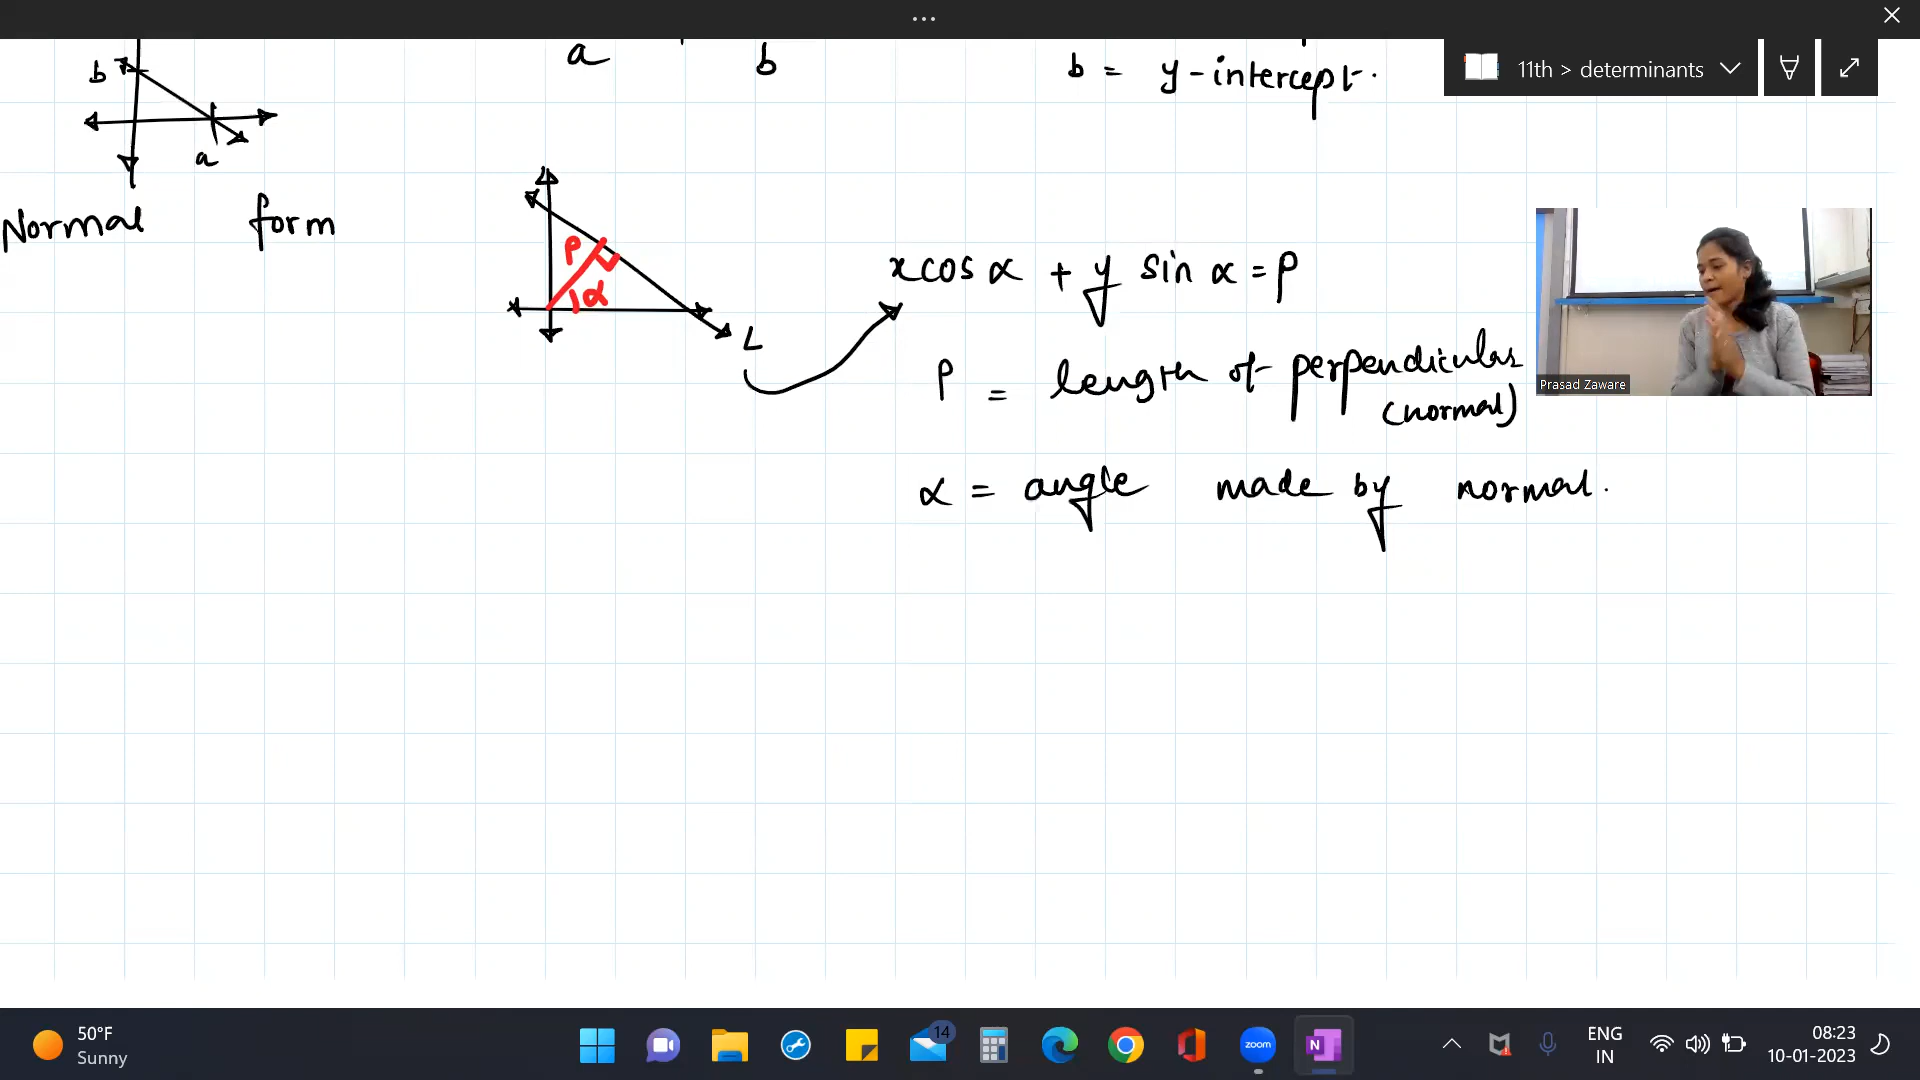 ...
11th > determinants
b
a
b
b = y-intercept.
a
Normal form
P
α
L
x cos α + y sin α = p
P = length of perpendicular
(normal)
α = angle made by normal.
Prasad Zaware
50°F
Sunny
14
zoom
N
ENG
IN
08:23
10-01-2023